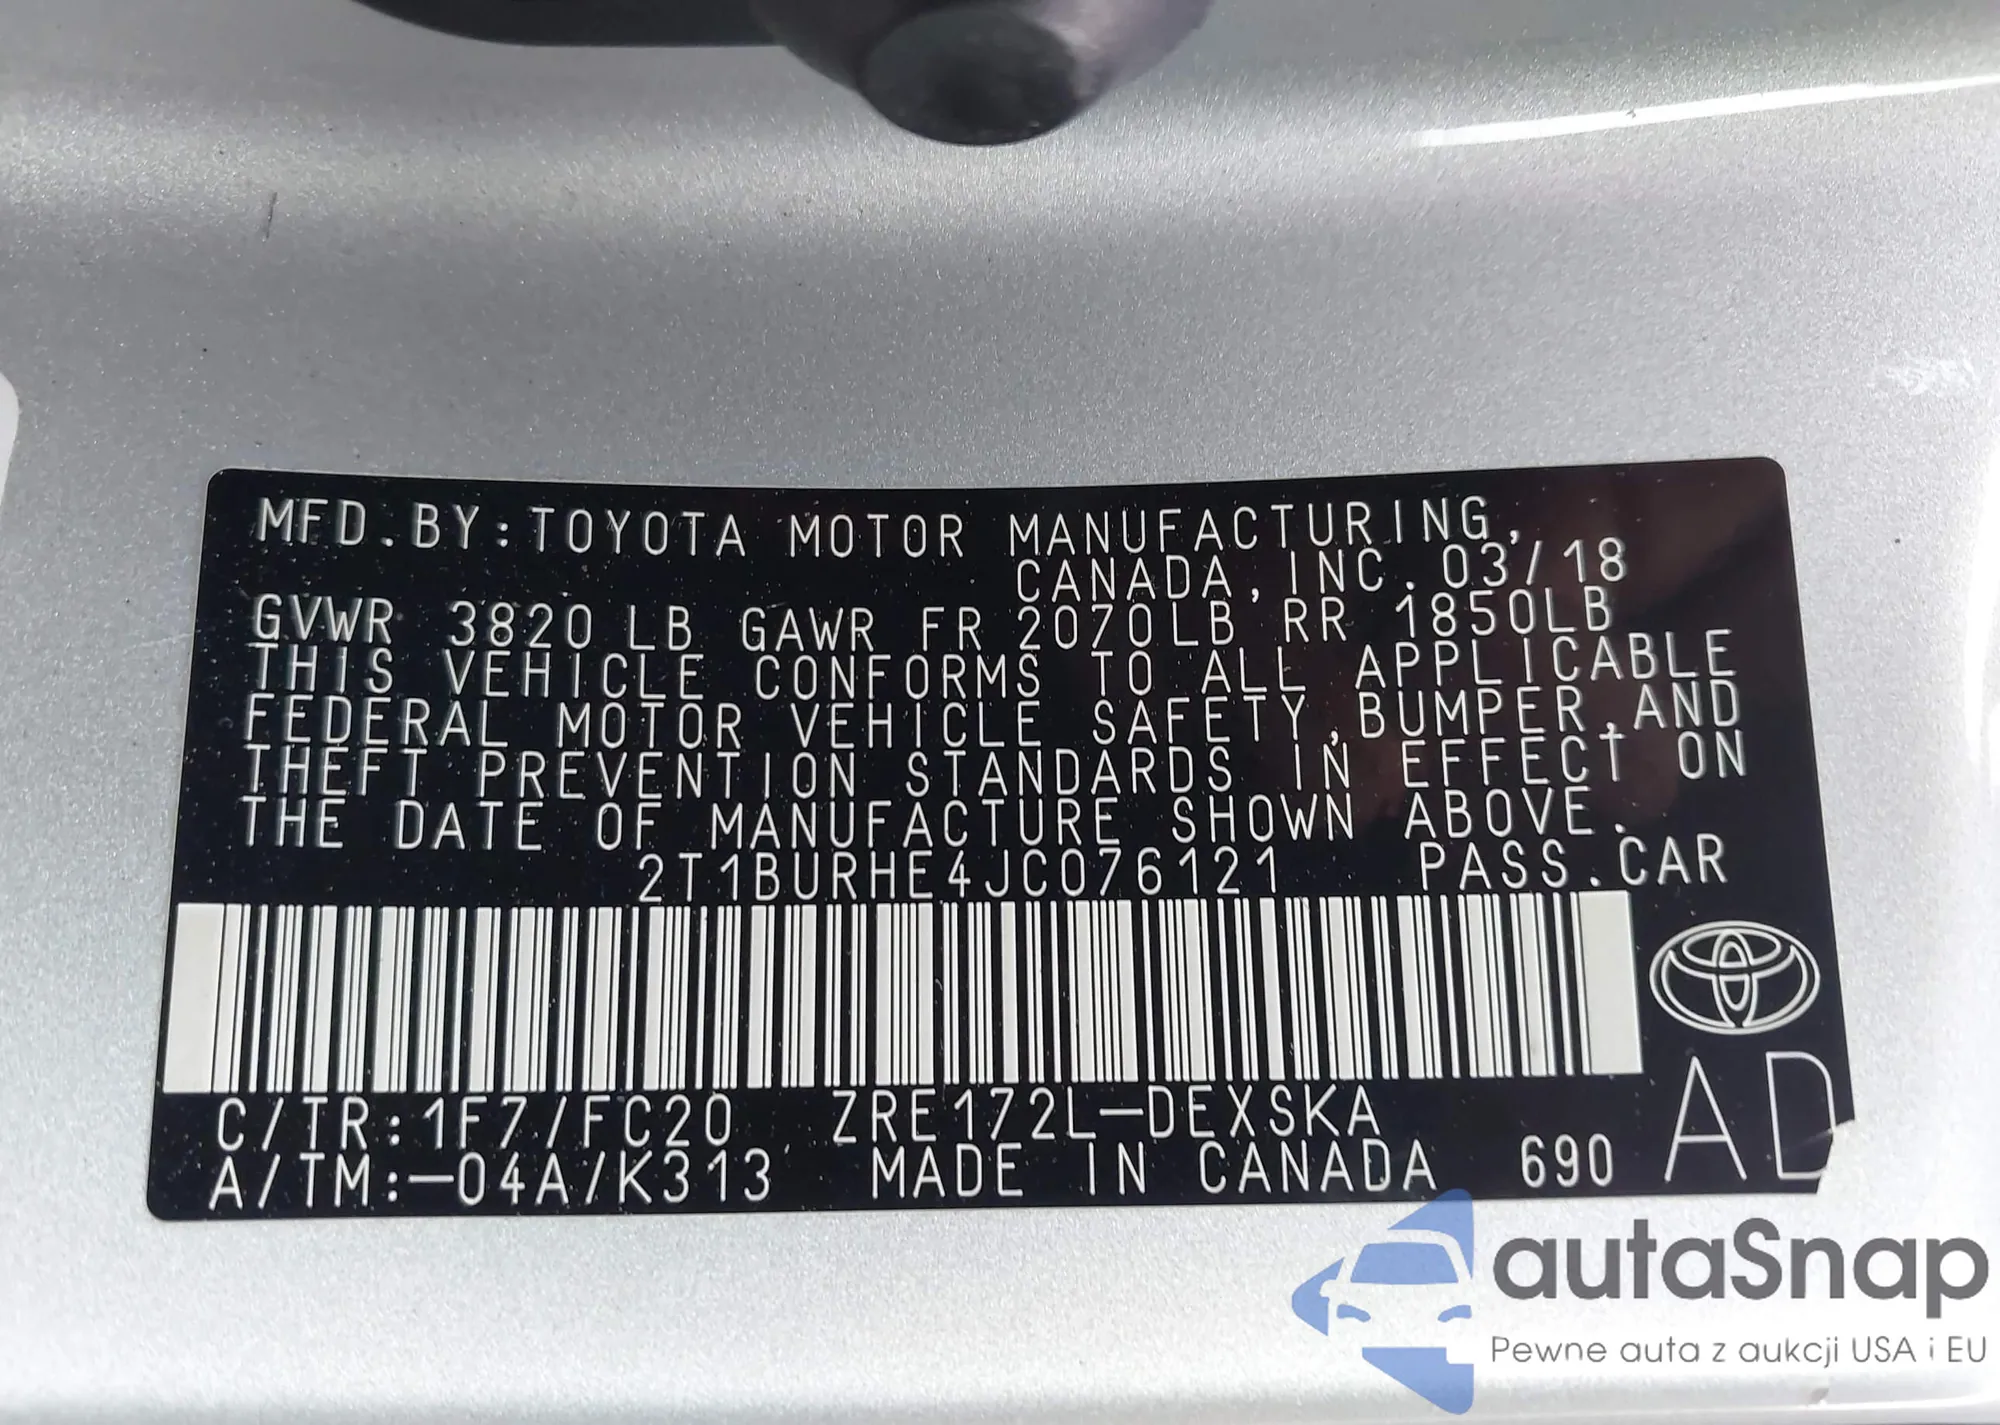 MFD.BY:TOYOTA MOTOR MANUFACTURING,
CANADA,INC. 03/18
GVWR 3820LB GAWR FR 2070LB RR 1850LB
THIS VEHICLE CONFORMS TO ALL APPLICABLE
FEDERAL MOTOR VEHICLE SAFETY,BUMPER,AND
THEFT PREVENTION STANDARDS IN EFFECT ON
THE DATE OF MANUFACTURE SHOWN ABOVE.
2T1BURHE4JC076121 PASS.CAR
C/TR:1F7/FC20 ZRE172L-DEXSKA
A/TM:-04A/K313 MADE IN CANADA 690 AD
autaSnap
Pewne auta z aukcji USA i EU